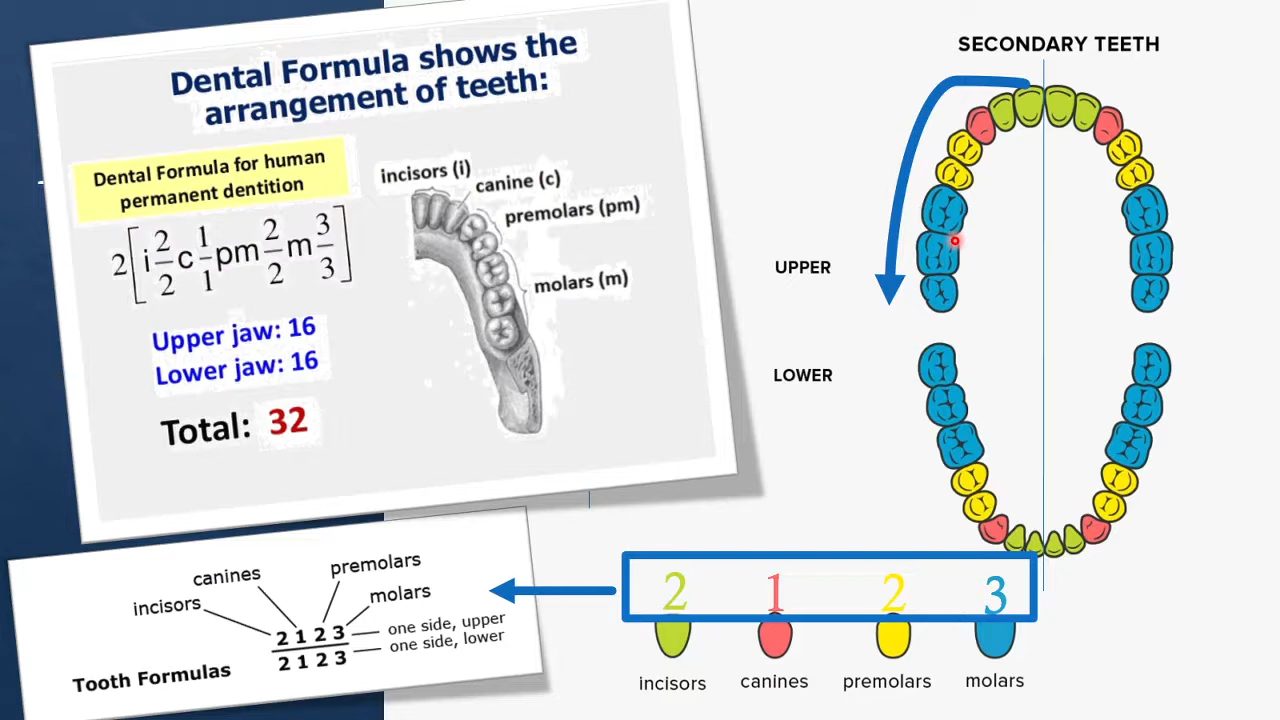 Dental Formula shows the
arrangement of teeth:
Dental Formula for human
permanent dentition
2[i 2/2 c 1/1 pm 2/2 m 3/3]
Upper jaw: 16
Lower jaw: 16
Total: 32
incisors (i)
canine (c)
premolars (pm)
molars (m)
SECONDARY TEETH
UPPER
LOWER
canines
premolars
incisors
molars
2 1 2 3
one side, upper
2 1 2 3
one side, lower
Tooth Formulas
2 1 2 3
incisors canines premolars molars